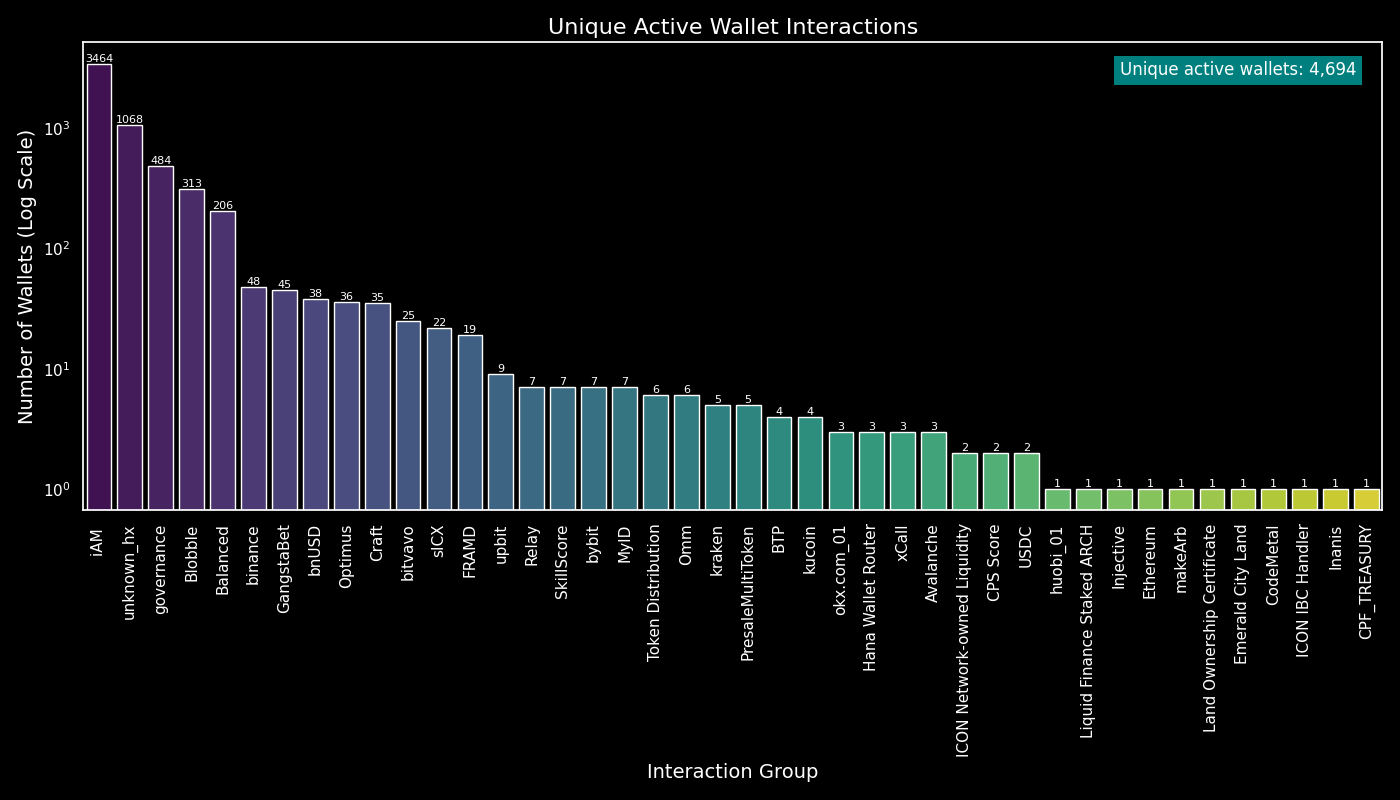 Unique Active Wallet Interactions
Unique active wallets: 4,694
Number of Wallets (Log Scale)
10³
10²
10¹
10⁰
3464
1068
484
313
206
48
45
38
36
35
25
22
19
9
7
7
7
7
6
6
5
5
4
4
3
3
3
3
2
2
2
1
1
1
1
1
1
1
1
1
1
1
iAM
unknown_hx
governance
Blobble
Balanced
binance
GangstaBet
bnUSD
Optimus
Craft
bitvavo
sICX
FRAMD
upbit
Relay
SkillScore
bybit
MyID
Token Distribution
Omm
kraken
PresaleMultiToken
BTP
kucoin
okx.com_01
Hana Wallet Router
xCall
Avalanche
ICON Network-owned Liquidity
CPS Score
USDC
huobi_01
Liquid Finance Staked ARCH
Injective
Ethereum
makeArb
Land Ownership Certificate
Emerald City Land
CodeMetal
ICON IBC Handler
Inanis
CPF_TREASURY
Interaction Group